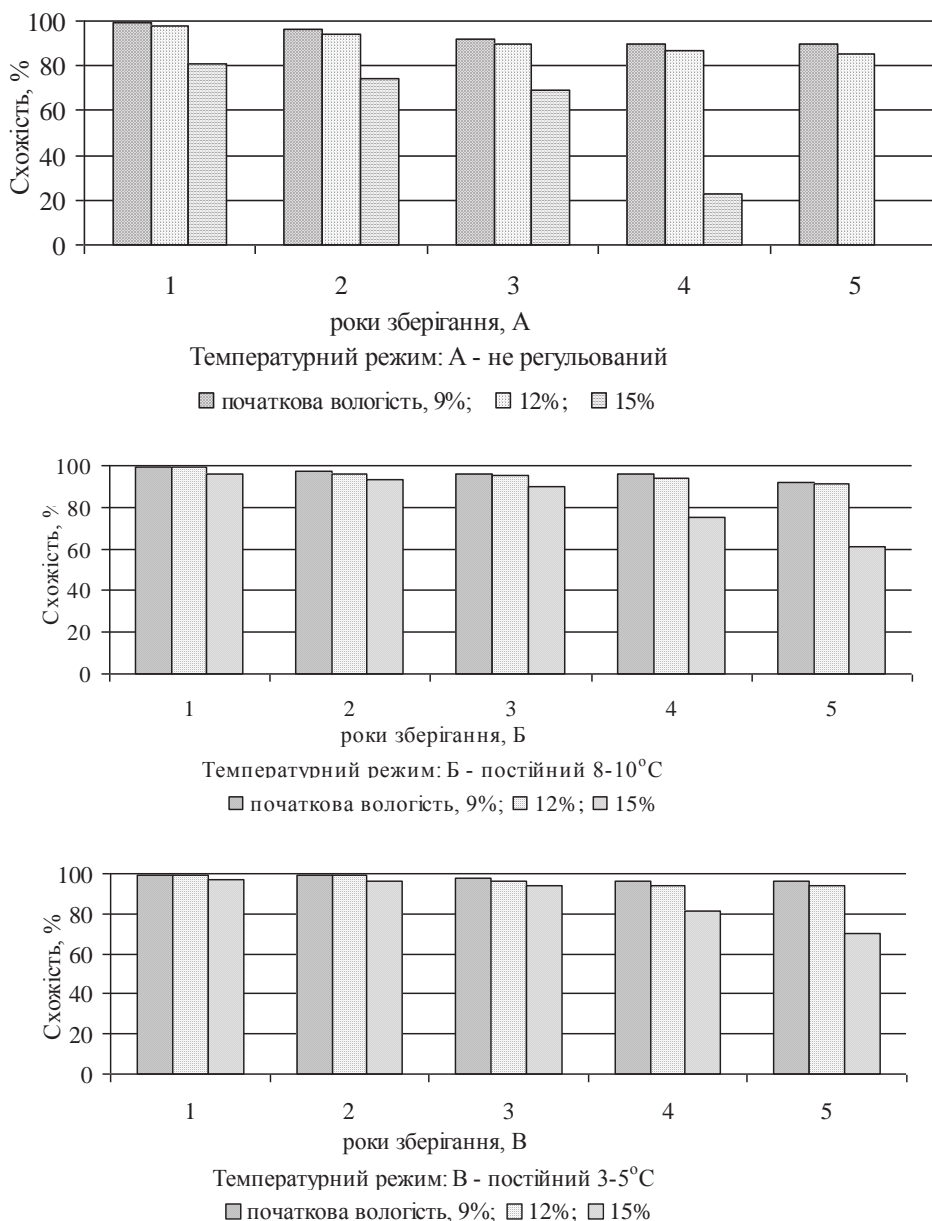 Схожість, %
100
80
60
40
20
0
1 2 3 4 5
роки зберігання, А
Температурний режим: А - не регульований
початкова вологість, 9%; 12%; 15%
Схожість, %
100
80
60
40
20
0
1 2 3 4 5
роки зберігання, Б
Температурний режим: Б - постійний 8-10°С
початкова вологість, 9%; 12%; 15%
Схожість, %
100
80
60
40
20
0
1 2 3 4 5
роки зберігання, В
Температурний режим: В - постійний 3-5°С
початкова вологість, 9%; 12%; 15%